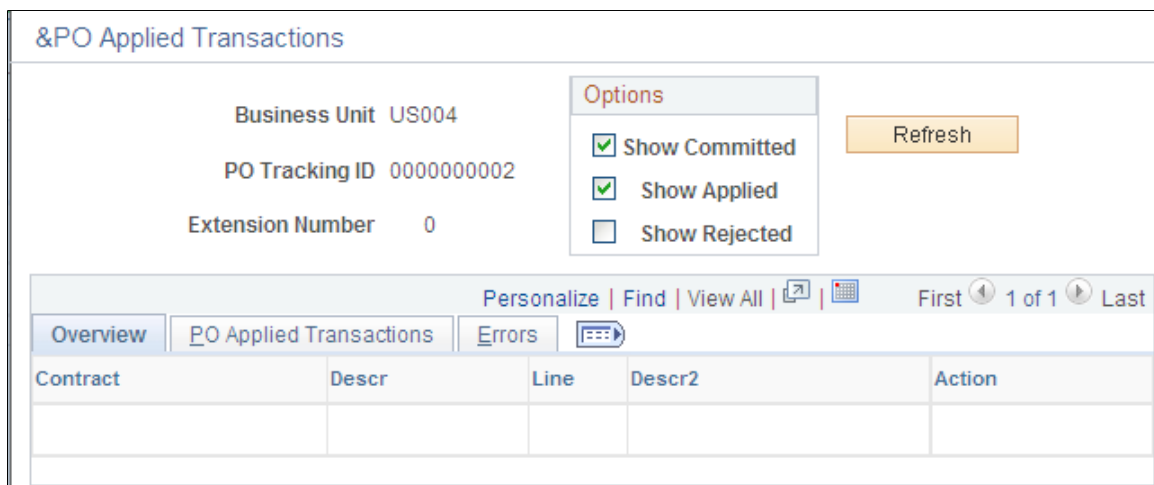 &PO Applied Transactions
Business Unit US004
PO Tracking ID 0000000002
Extension Number 0
Options
Show Committed
Show Applied
Show Rejected
Refresh
Personalize | Find | View All | | First 1 of 1 Last
Overview PO Applied Transactions Errors
Contract Descr Line Descr2 Action